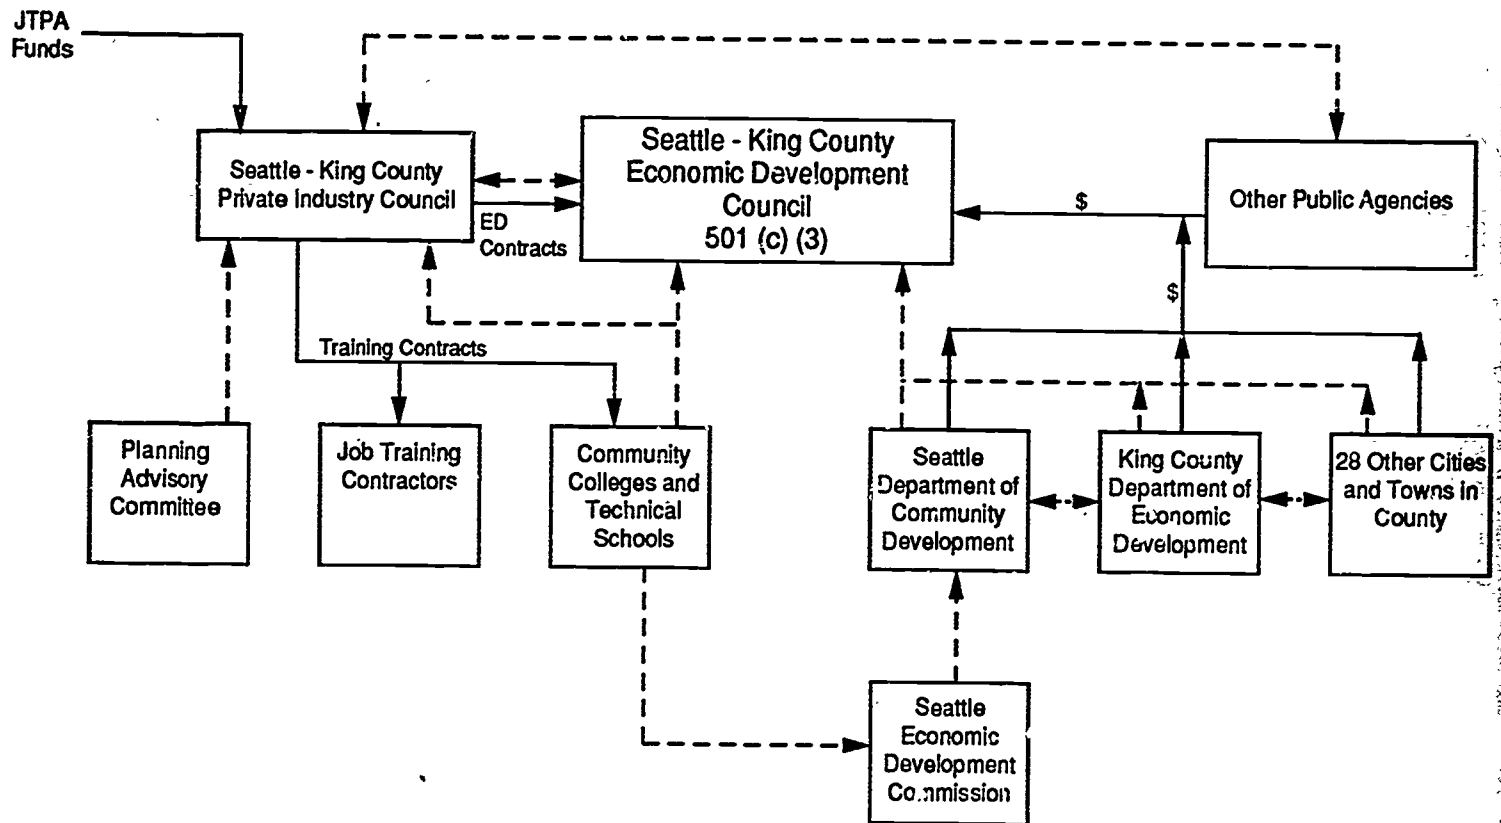 JTPA
Funds
Seattle - King County
Private Industry Council
Seattle - King County
Economic Development
Council
501 (c) (3)
Other Public Agencies
ED
Contracts
$
$
Training Contracts
Planning
Advisory
Committee
Job Training
Contractors
Community
Colleges and
Technical
Schools
Seattle
Department of
Community
Development
King County
Department of
Economic
Development
28 Other Cities
and Towns in
County
Seattle
Economic
Development
Commission